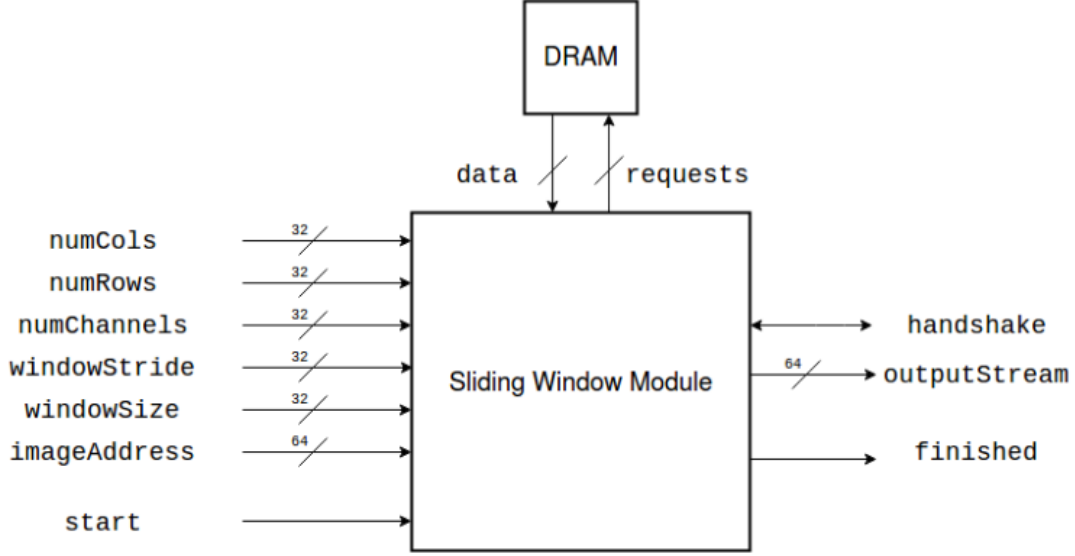 DRAM
data
requests
numCols
32
numRows
32
numChannels
32
windowStride
32
windowSize
32
imageAddress
64
start
Sliding Window Module
handshake
64
outputStream
finished